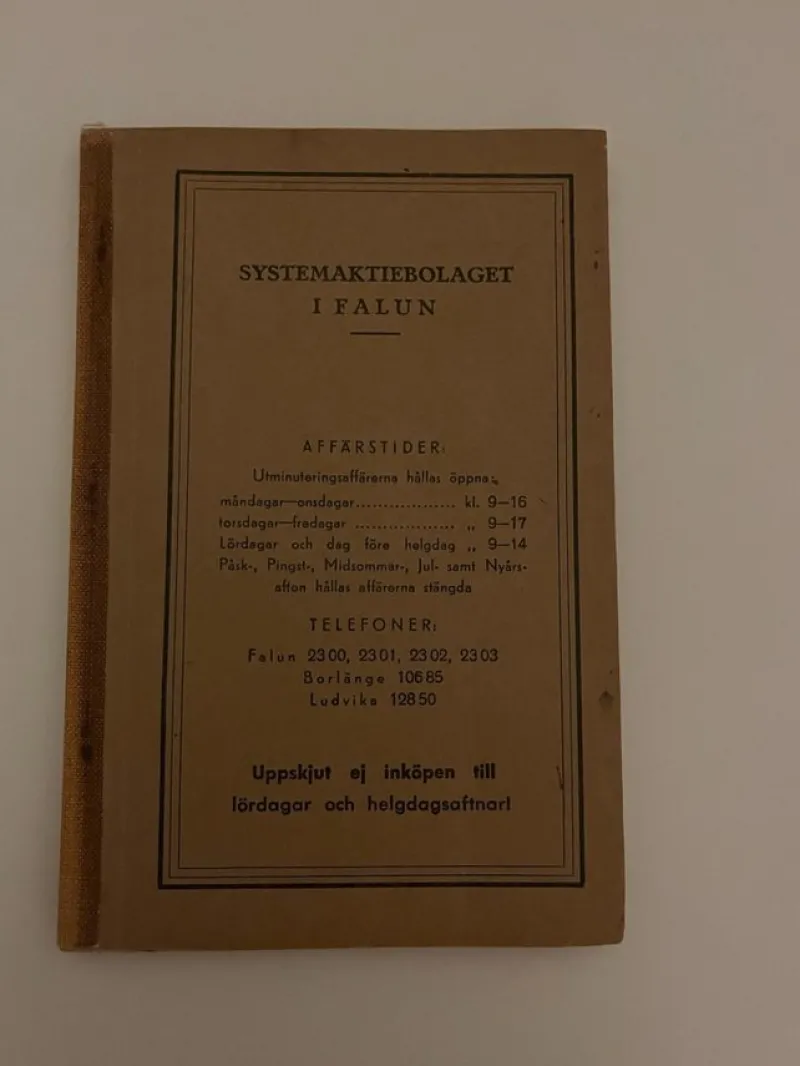 SYSTEMAKTIEBOLAGET
I FALUN
AFFÄRSTIDER:
Utminuteringsaffärerna hållas öppna:
måndagar—onsdagar.................. kl. 9—16
torsdagar—fredagar .................. „ 9—17
Lördagar och dag före helgdag „ 9—14
Påsk-, Pingst-, Midsommar-, Jul- samt Nyårs-
afton hållas affärerna stängda
TELEFONER:
Falun 2300, 2301, 2302, 2303
Borlänge 10685
Ludvika 12850
Uppskjut ej inköpen till
lördagar och helgdagsaftnar!